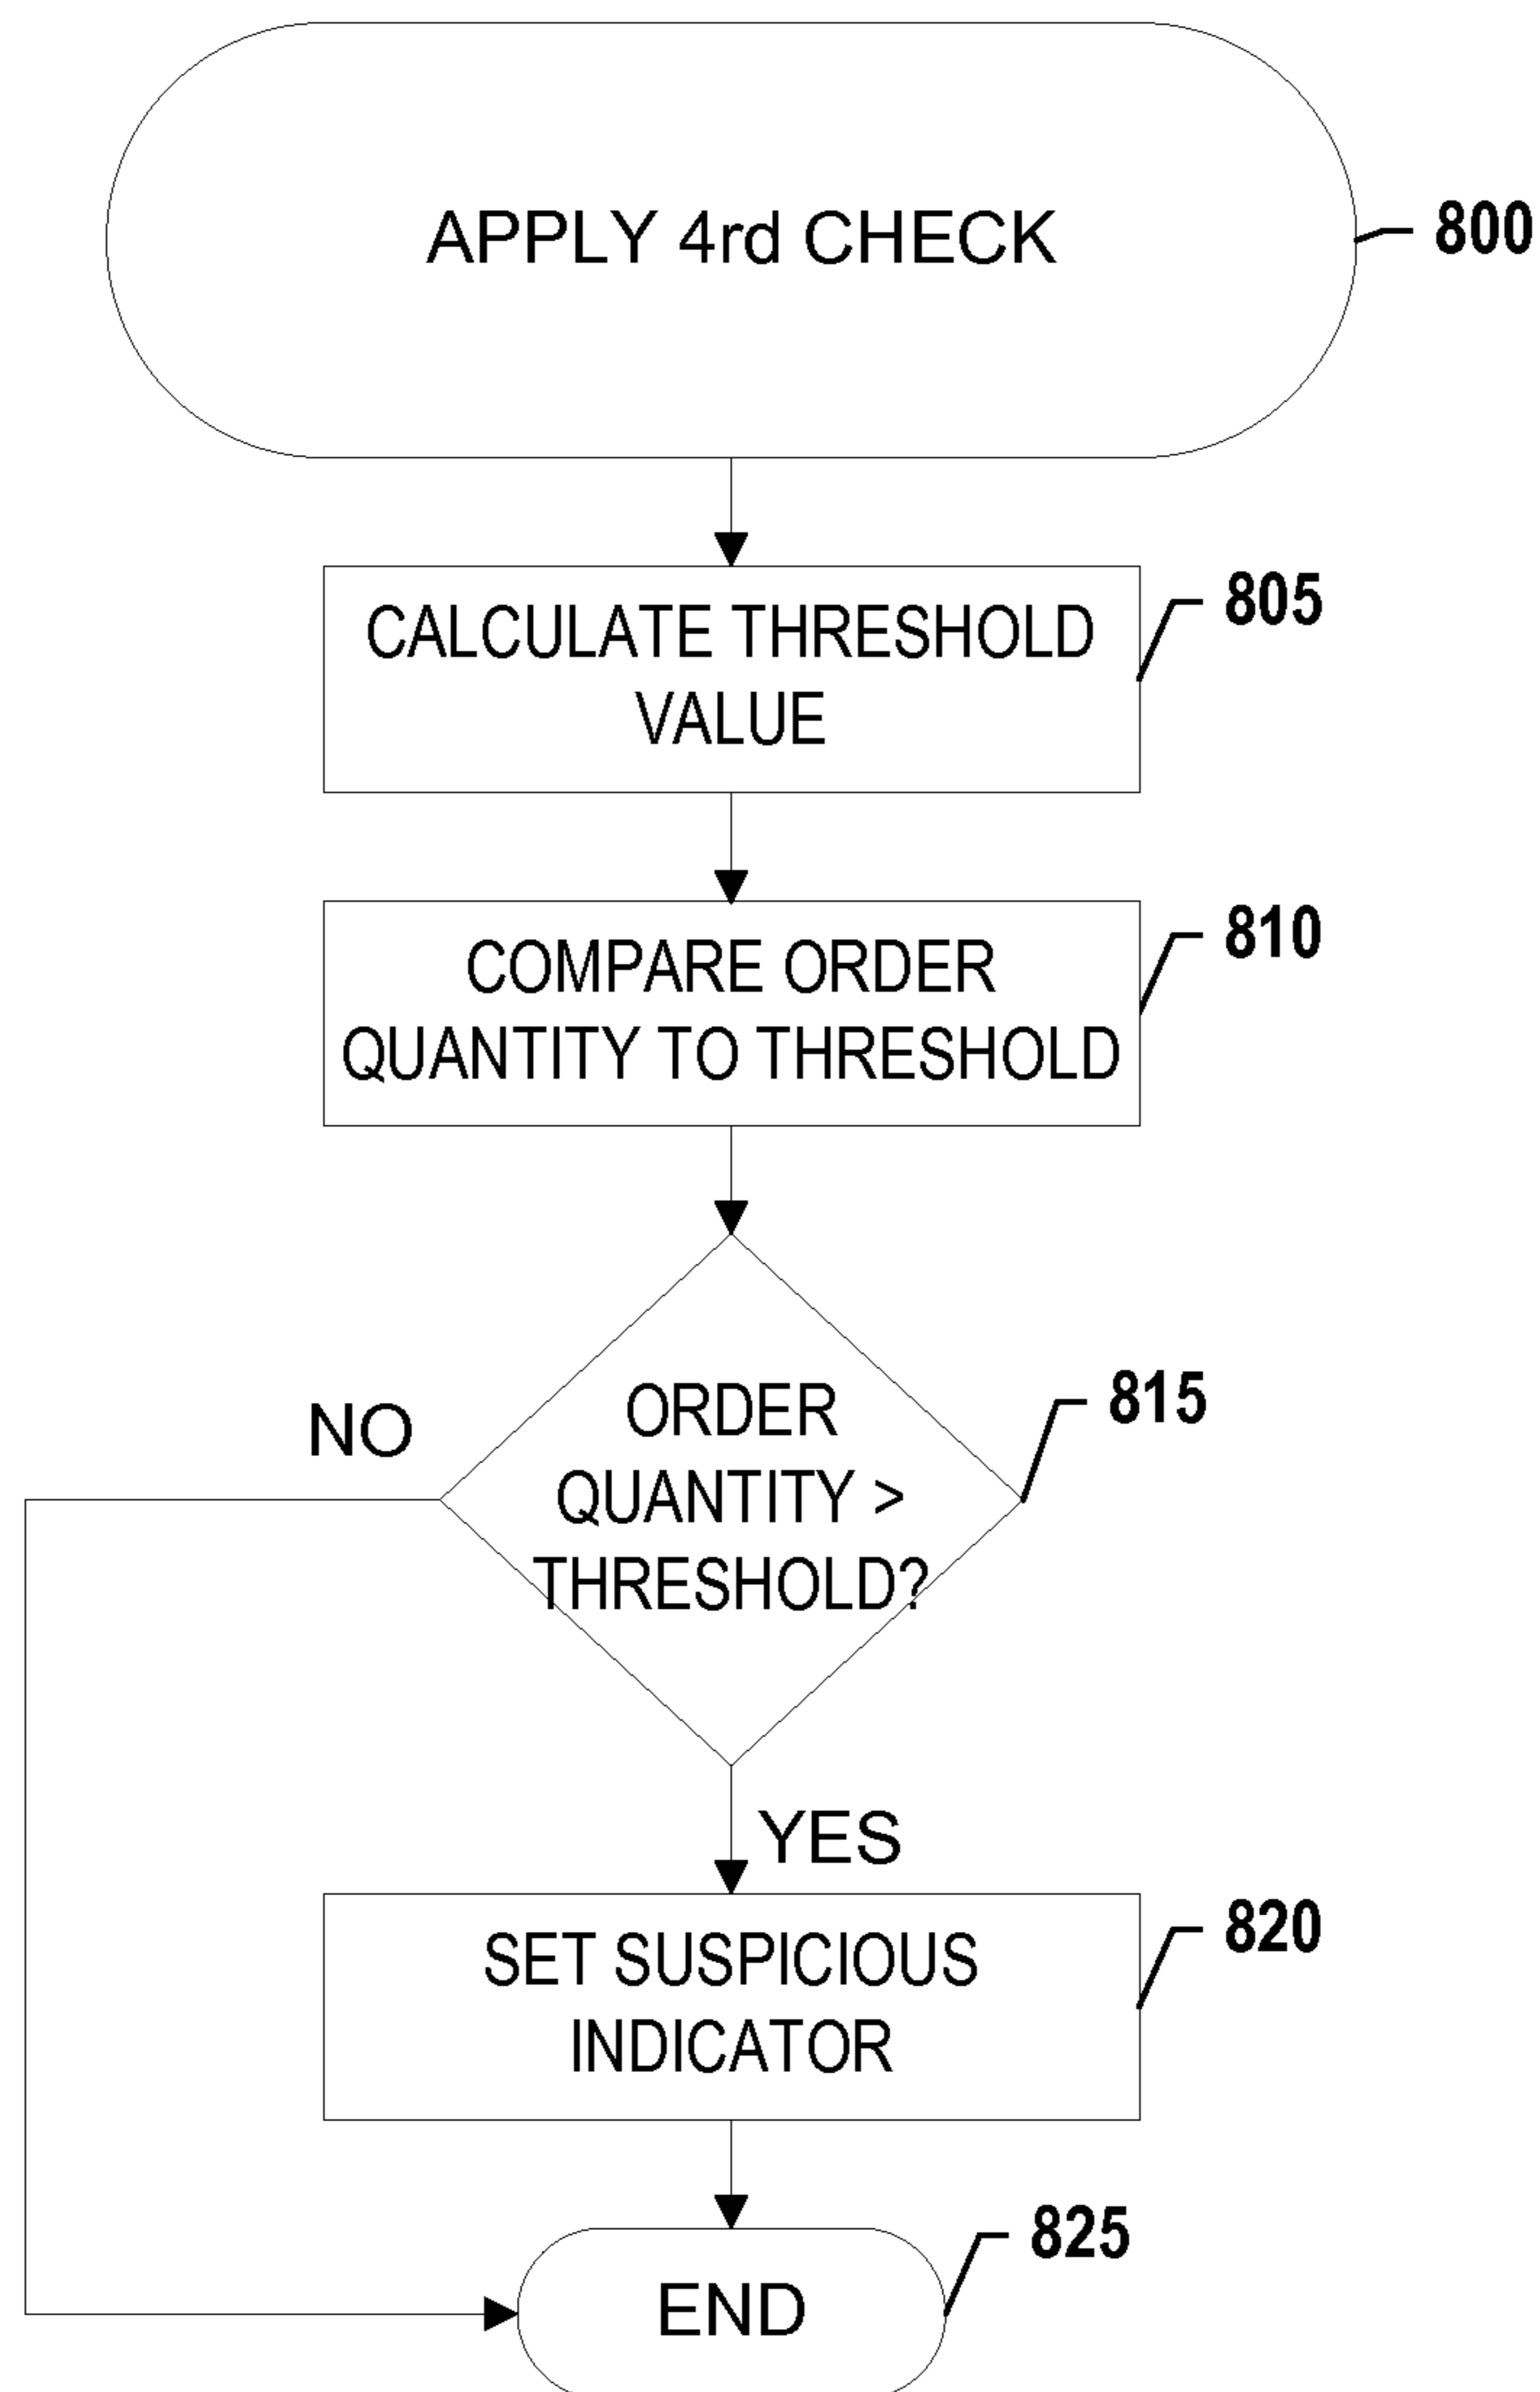 APPLY 4rd CHECK
800
CALCULATE THRESHOLD
VALUE
805
COMPARE ORDER
QUANTITY TO THRESHOLD
810
ORDER
QUANTITY >
THRESHOLD?
815
NO
YES
SET SUSPICIOUS
INDICATOR
820
END
825